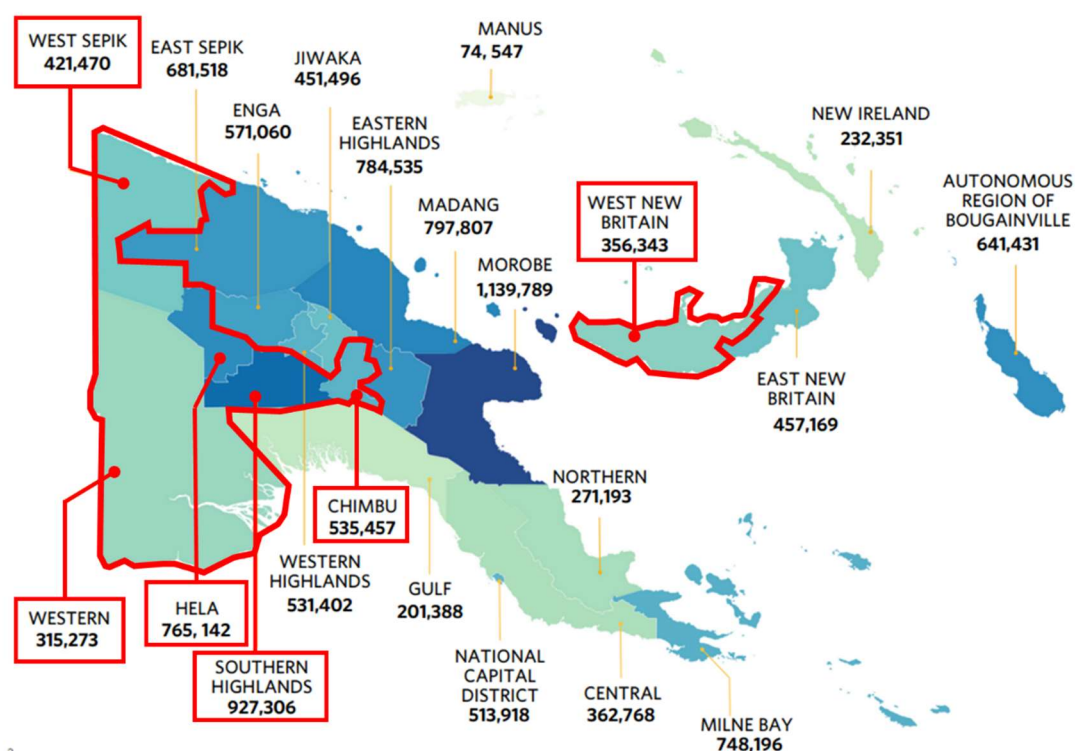 WEST SEPIK
421,470
EAST SEPIK
681,518
JIWAKA
451,496
MANUS
74, 547
ENGA
571,060
EASTERN
HIGHLANDS
784,535
NEW IRELAND
232,351
MADANG
797,807
WEST NEW
BRITAIN
356,343
AUTONOMOUS
REGION OF
BOUGAINVILLE
641,431
MOROBE
1,139,789
EAST NEW
BRITAIN
457,169
NORTHERN
271,193
CHIMBU
535,457
WESTERN
HIGHLANDS
531,402
GULF
201,388
WESTERN
315,273
HELA
765, 142
SOUTHERN
HIGHLANDS
927,306
NATIONAL
CAPITAL
DISTRICT
513,918
CENTRAL
362,768
MILNE BAY
748,196